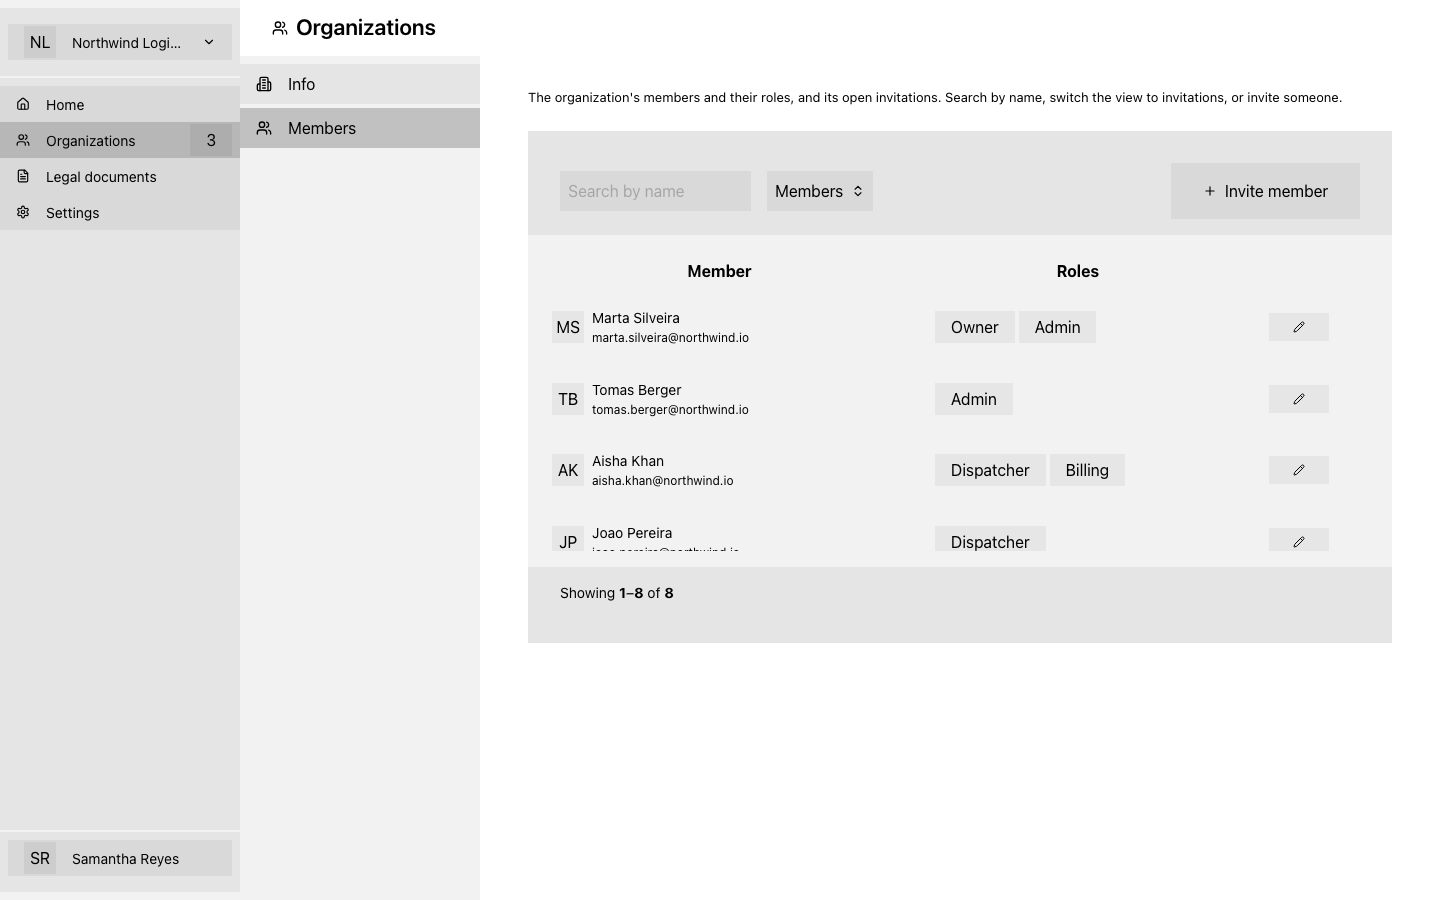 NL
Northwind Logi...
Home
Organizations
3
Legal documents
Settings
SR
Samantha Reyes
Organizations
Info
Members
The organization's members and their roles, and its open invitations. Search by name, switch the view to invitations, or invite someone.
Search by name
Members
Invite member
Member
Roles
MS
Marta Silveira
marta.silveira@northwind.io
Owner
Admin
TB
Tomas Berger
tomas.berger@northwind.io
Admin
AK
Aisha Khan
aisha.khan@northwind.io
Dispatcher
Billing
JP
Joao Pereira
Dispatcher
Showing 1–8 of 8